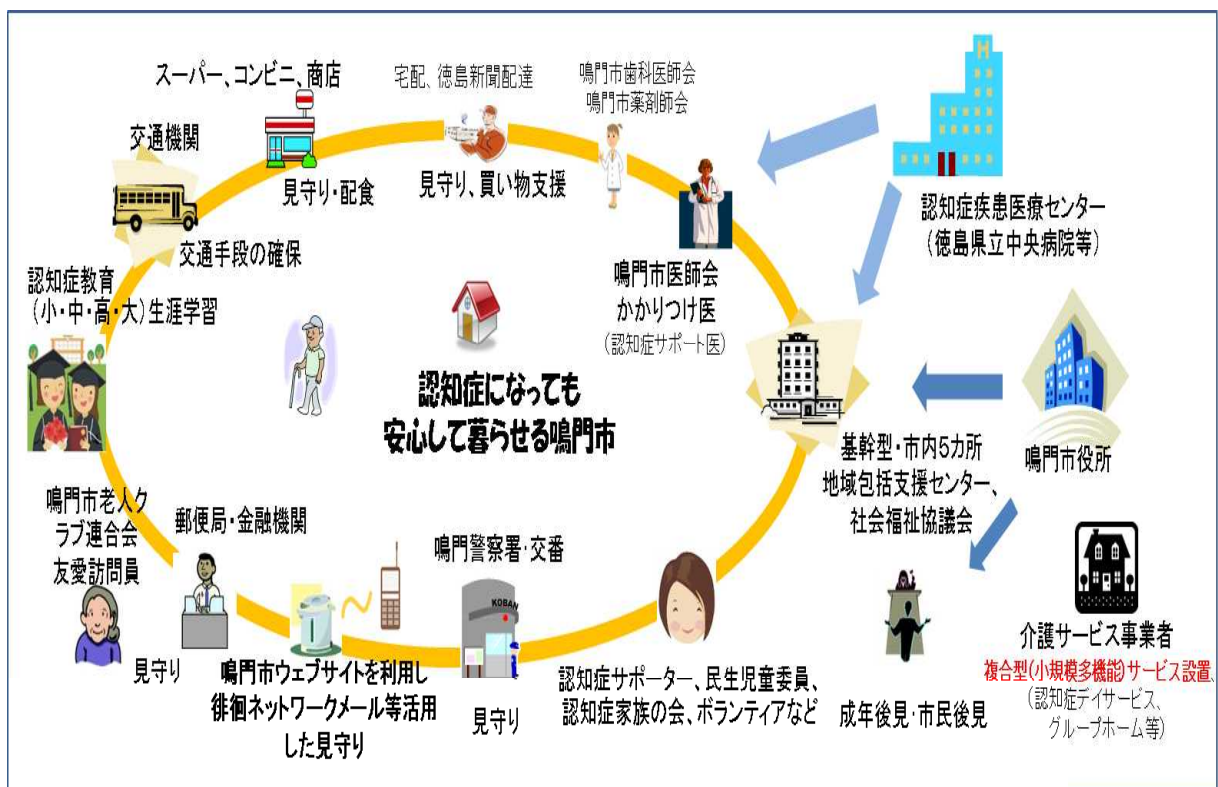 スーパー、コンビニ、商店
宅配、徳島新聞配達
鳴門市歯科医師会
鳴門市薬剤師会
交通機関
見守り・配食
見守り、買い物支援
交通手段の確保
認知症教育
(小・中・高・大)生涯学習
鳴門市医師会
かかりつけ医
(認知症サポート医)
認知症疾患医療センター
(徳島県立中央病院等)
認知症になっても
安心して暮らせる鳴門市
基幹型・市内5カ所
地域包括支援センター、
社会福祉協議会
鳴門市役所
鳴門市老人ク
ラブ連合会
友愛訪問員
郵便局・金融機関
鳴門警察署・交番
KOBAN
見守り
鳴門市ウェブサイトを利用し
徘徊ネットワークメール等活用
した見守り
見守り
認知症サポーター、民生児童委員、
認知症家族の会、ボランティアなど
成年後見・市民後見
介護サービス事業者
複合型(小規模多機能)サービス設置、
(認知症デイサービス、
グループホーム等)
H